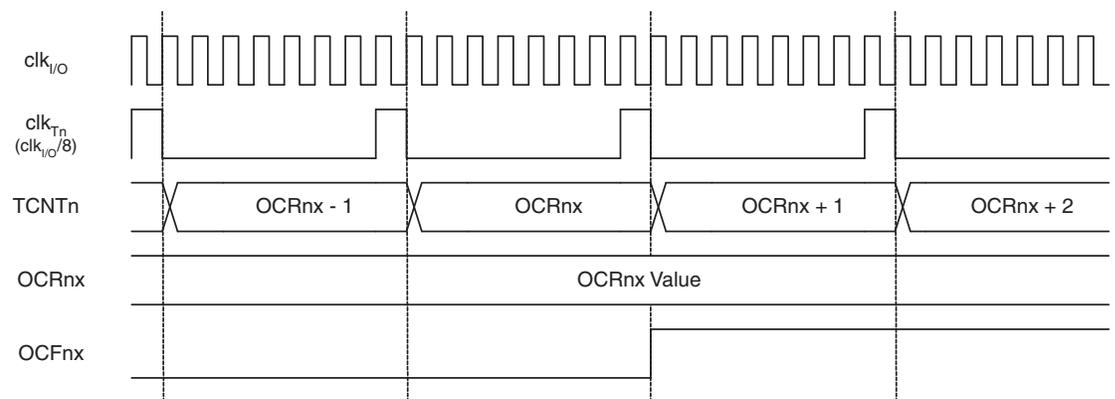 clkI/O
clkTn
(clkI/O/8)
TCNTn
OCRnx - 1
OCRnx
OCRnx + 1
OCRnx + 2
OCRnx
OCRnx Value
OCFnx